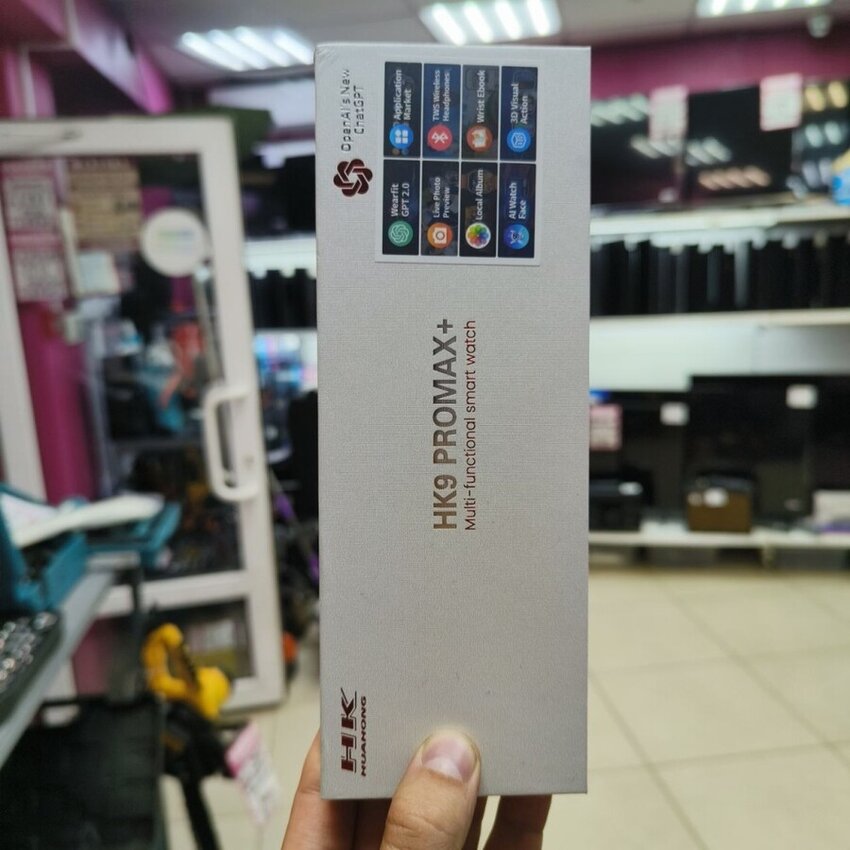 HK
HUAHONG
OpenAI's New
ChatGPT
Wearfit
GPT 2.0
Application
Market
Live Photo
Preview
TWS Wireless
Headphones
Local Album
Wrist Ebook
AI Watch
Face
3D Visual
Action
HK9 PROMAX+
Multi-functional smart watch